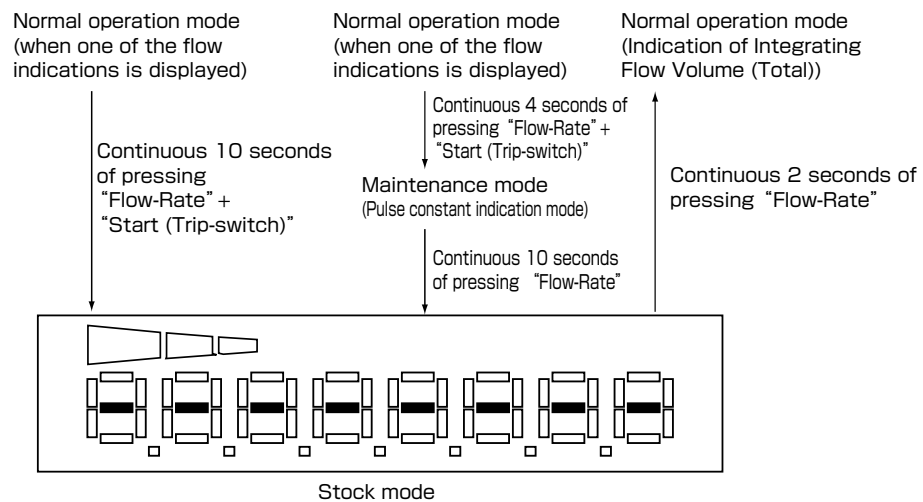 Normal operation mode
(when one of the flow
indications is displayed)
Normal operation mode
(when one of the flow
indications is displayed)
Normal operation mode
(Indication of Integrating
Flow Volume (Total))
Continuous 10 seconds
of pressing
“Flow-Rate” +
“Start (Trip-switch)”
Continuous 4 seconds of
pressing “Flow-Rate” +
“Start (Trip-switch)”
Maintenance mode
(Pulse constant indication mode)
Continuous 10 seconds
of pressing “Flow-Rate”
Continuous 2 seconds of
pressing “Flow-Rate”
Stock mode